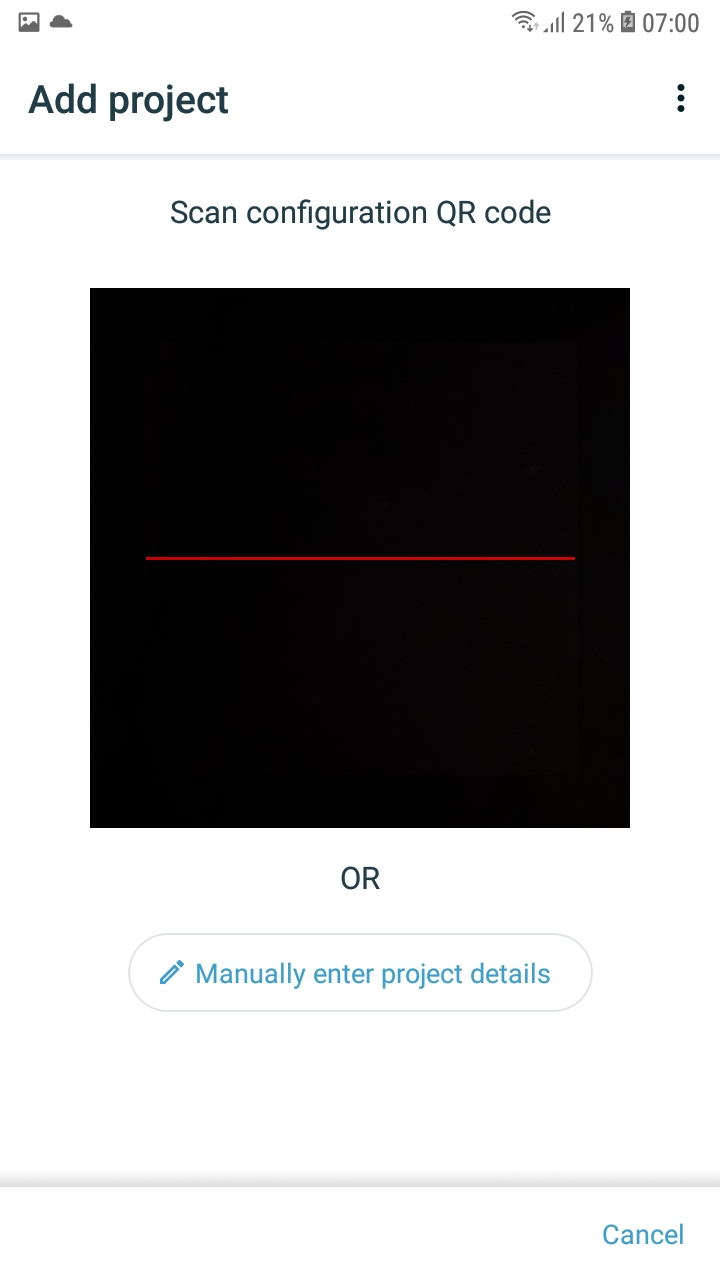 21% 07:00
Add project
Scan configuration QR code
OR
Manually enter project details
Cancel